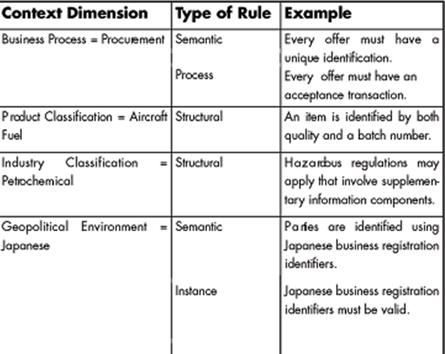 Context Dimension Type of Rule Example
Business Process = Procurement Semantic Every offer must have a
unique identification.
Process Every offer must have an
acceptance transaction.
Product Classification = Aircraft Structural An item is identified by both
Fuel quality and a batch number.
Industry Classification = Structural Hazardbus regulations may
Petrochemical apply that involve supplemen-
tary information components.
Geopolitical Environment = Semantic Parties are identified using
Japanese Japanese business registration
identifiers.
Instance Japanese business registration
identifiers must be valid.